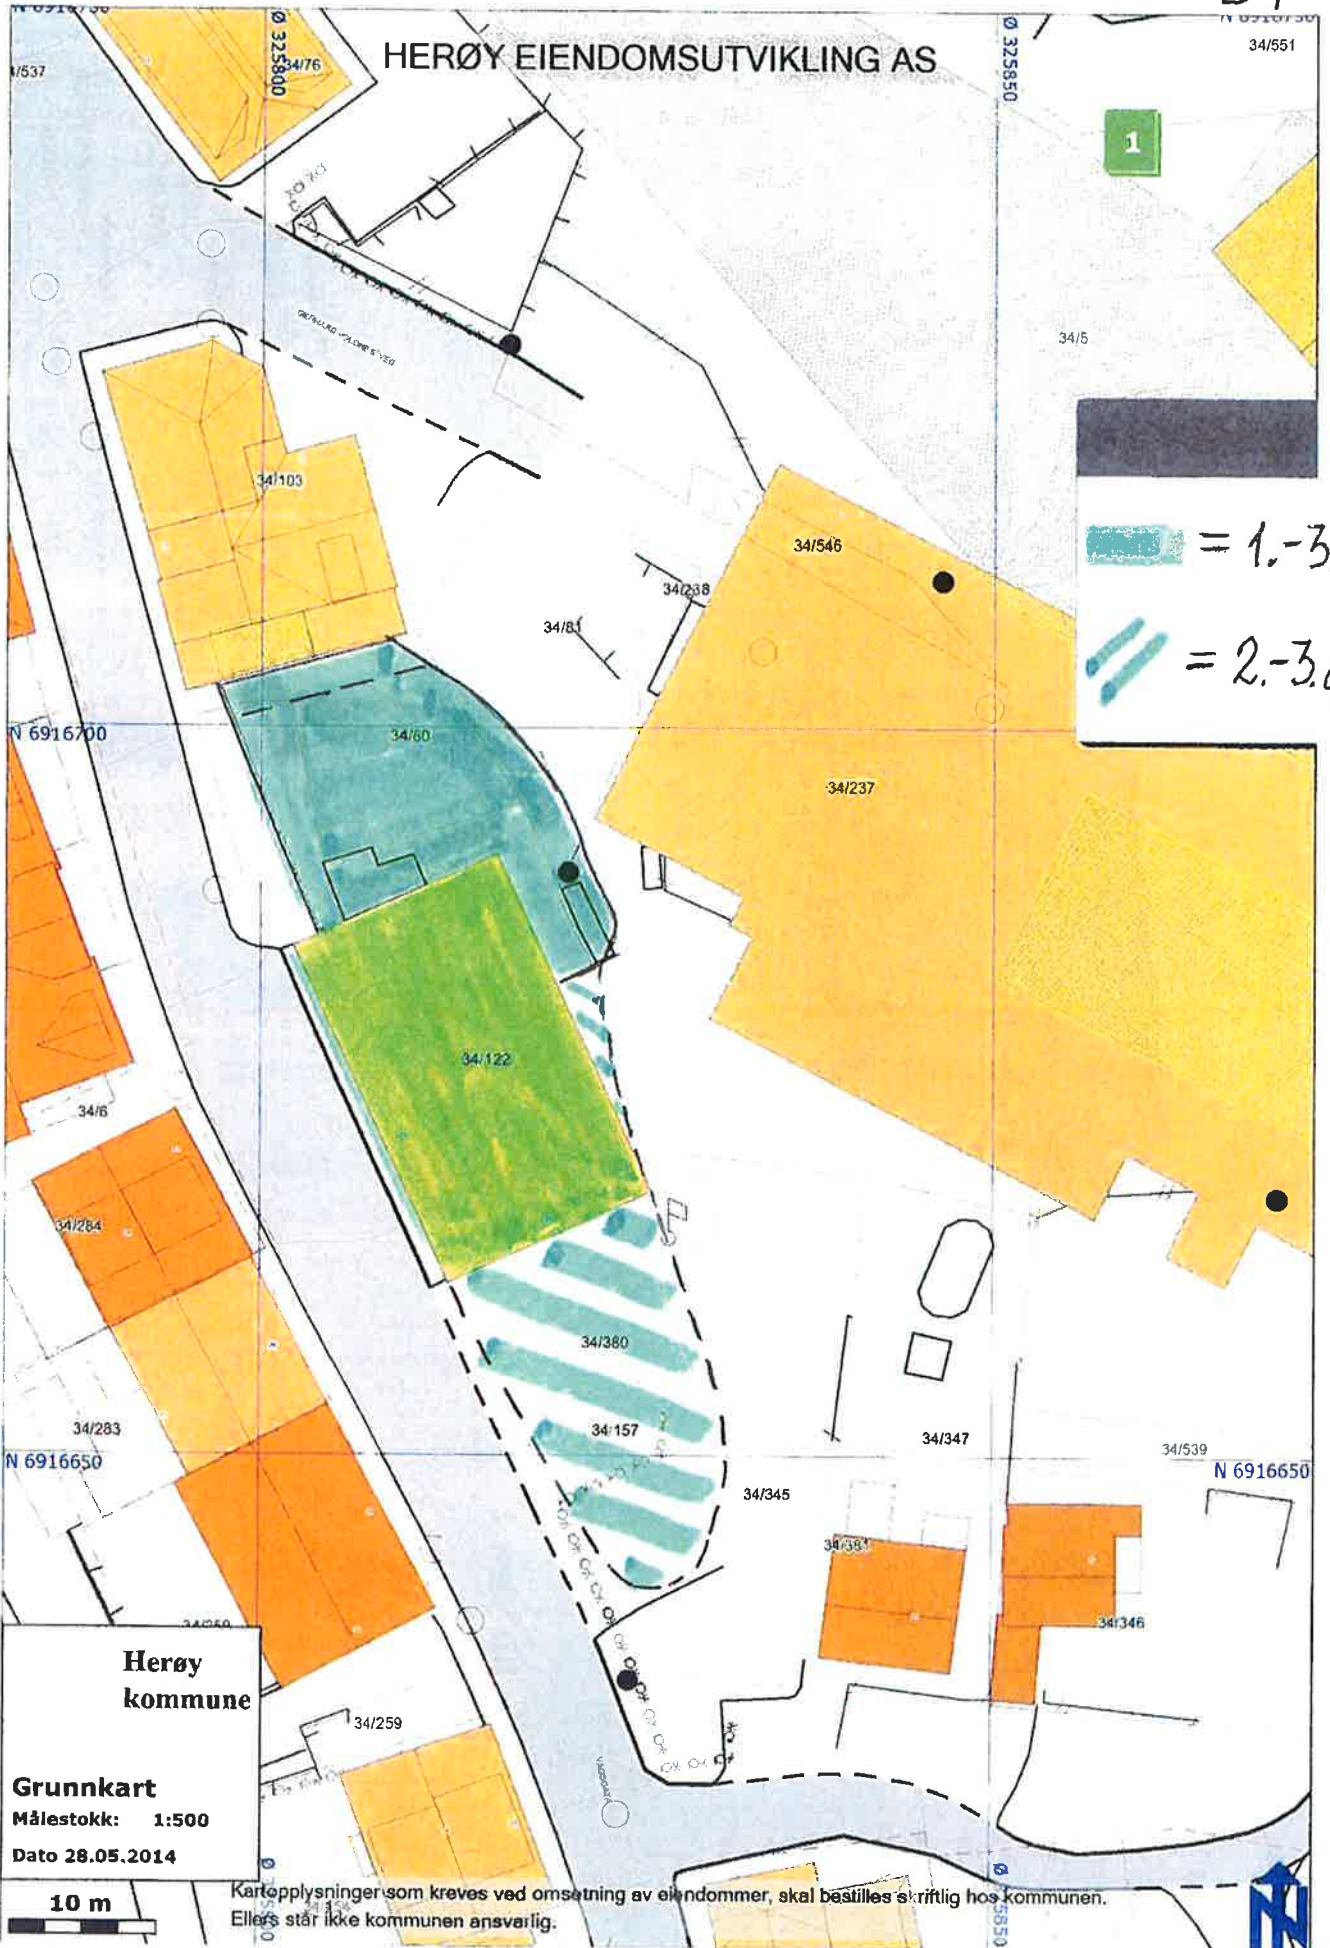 Ø 325800
Ø 325850
HERØY EIENDOMSUTVIKLING AS
34/551
34/76
1
34/5
34/103
= 1.-3
34/546
34/238
34/81
= 2.-3.
N 6916700
34/80
34/237
34/122
34/6
34/284
34/380
34/283
34/157
34/347
34/539
N 6916650
N 6916650
34/345
34/381
34/346
34/259
Herøy
kommune
34/259
VÅGSGATA
Grunnkart
Målestokk: 1:500
Dato 28.05.2014
10 m
Kartopplysninger som kreves ved omsetning av eiendommer, skal bestilles skriftlig hos kommunen.
Ellers står ikke kommunen ansvarlig.
N